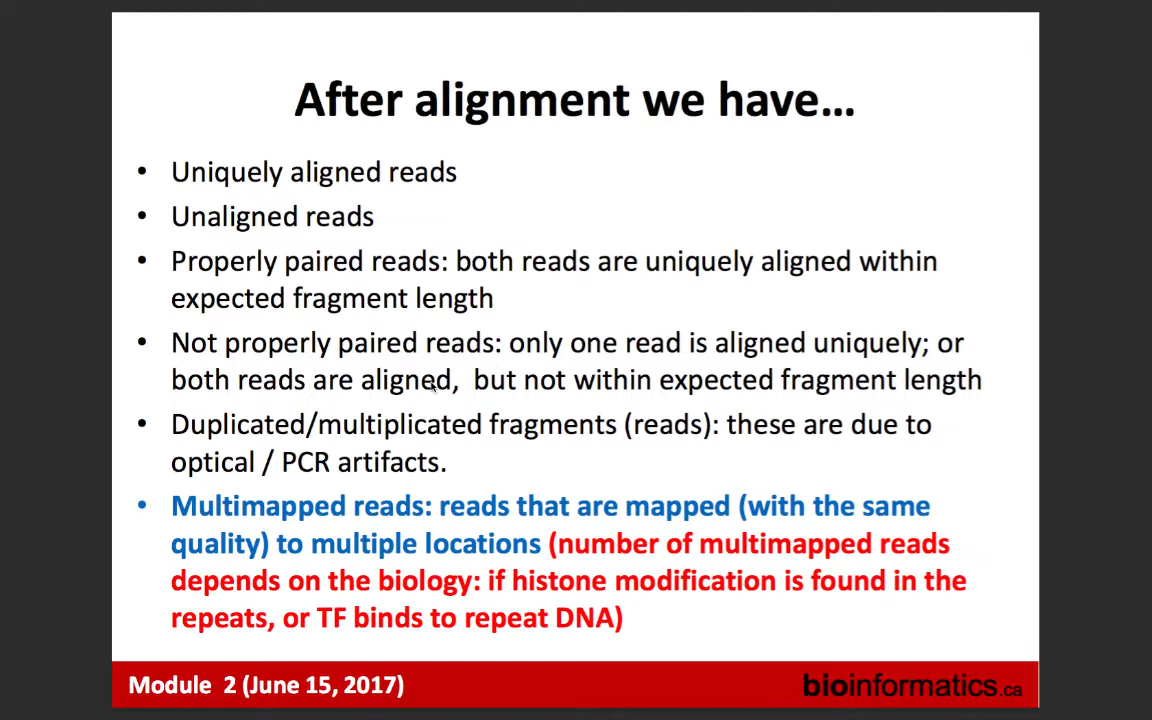 After alignment we have…
• Uniquely aligned reads
• Unaligned reads
• Properly paired reads: both reads are uniquely aligned within
expected fragment length
• Not properly paired reads: only one read is aligned uniquely; or
both reads are aligned, but not within expected fragment length
• Duplicated/multiplicated fragments (reads): these are due to
optical / PCR artifacts.
• Multimapped reads: reads that are mapped (with the same
quality) to multiple locations (number of multimapped reads
depends on the biology: if histone modification is found in the
repeats, or TF binds to repeat DNA)
Module 2 (June 15, 2017)
bioinformatics.ca